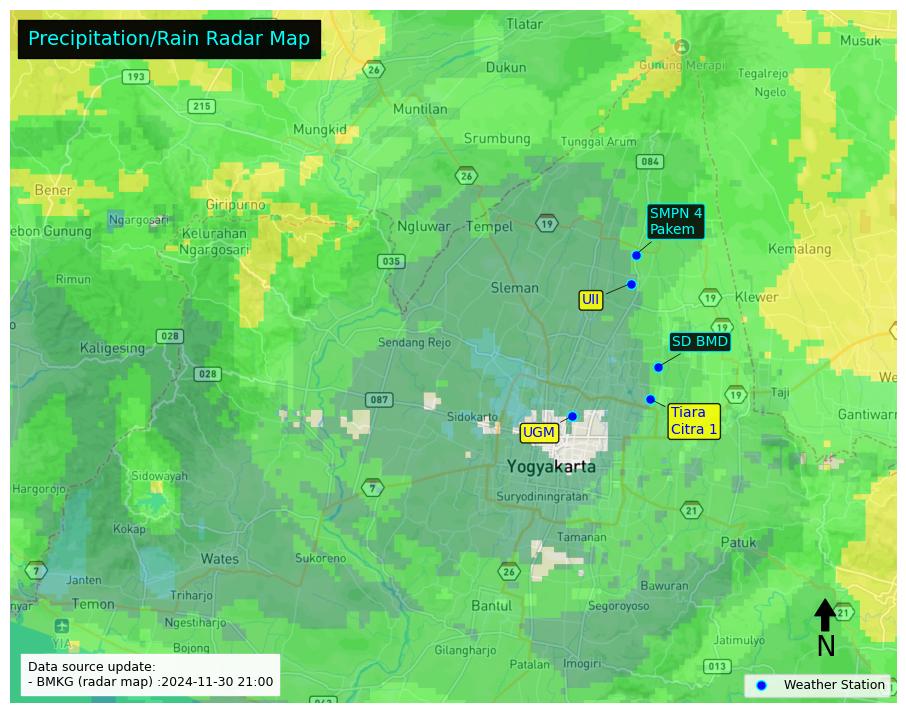 Precipitation/Rain Radar Map
Tlatar
Musuk
26
Gunung Merapi
193
Dukun
Tegalrejo
Ngelo
215
Muntilan
Mungkid
Srumbung
Tunggal Arum
084
26
Bener
Giripurno
SMPN 4
Pakem
Ngargosari
ebon Gunung
Kelurahan
Ngargosari
Ngluwar
Tempel
19
Kemalang
035
Rimun
Sleman
UII
19
Klewer
19
028
Kaligesing
Sendang Rejo
SD BMD
028
087
19
Taji
We
Sidokarto
Tiara
Citra 1
Gantiwarn
UGM
Yogyakarta
Sidowayah
Hargorojo
7
Suryodiningratan
21
Kokap
Tamanan
Patuk
Wates
Sukoreno
7
Janten
26
Bawuran
nyar
Temon
Triharjo
Bantul
Segoroyoso
21
Ngestiharjo
YIA
Bojong
Gilangharjo
Jatimulyo
N
Patalan
Imogiri
013
Data source update:
- BMKG (radar map) :2024-11-30 21:00
Weather Station